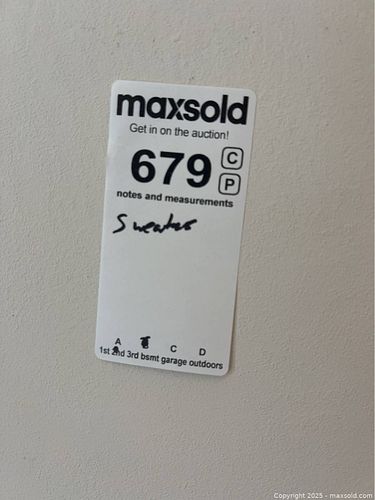 maxsold
Get in on the auction!
679 C
P
notes and measurements
Sweater
A C D
1st 2nd 3rd bsmt garage outdoors
Copyright 2025 - maxsold.com